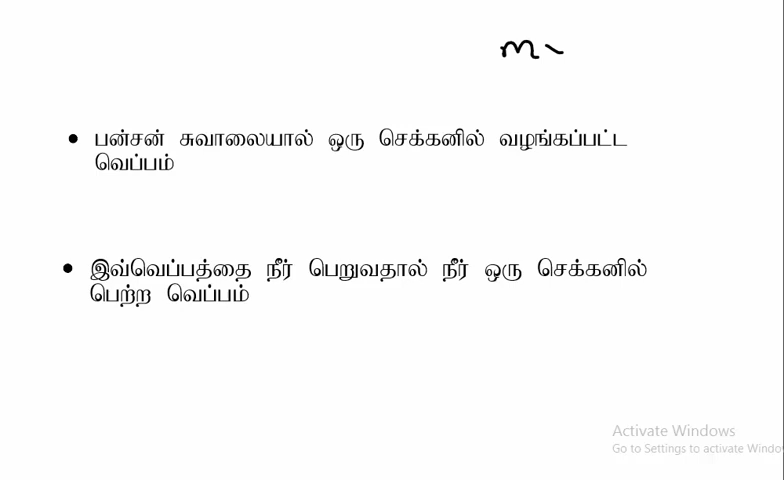 m
• பன்சன் சுவாலையால் ஒரு செக்கனில் வழங்கப்பட்ட
வெப்பம்
• இவ்வெப்பத்தை நீர் பெறுவதால் நீர் ஒரு செக்கனில்
பெற்ற வெப்பம்
Activate Windows
Go to Settings to activate Windo